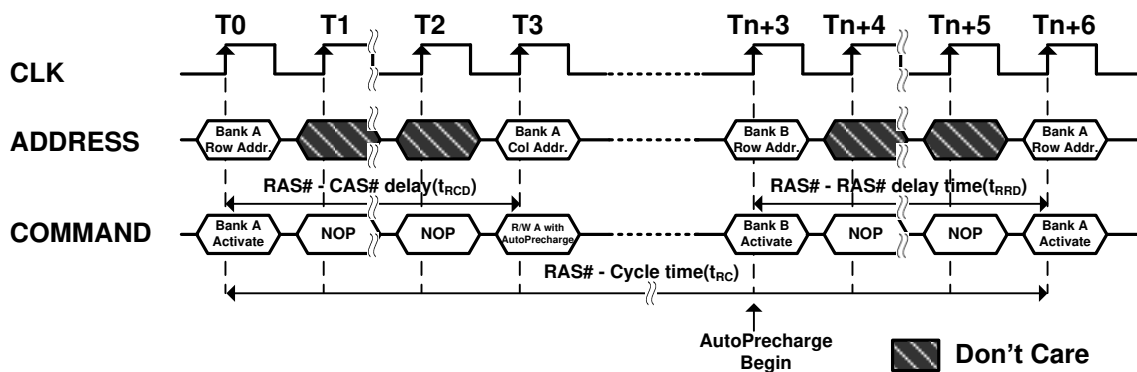 T0 T1 T2 T3 Tn+3 Tn+4 Tn+5 Tn+6
CLK
ADDRESS
Bank A
Row Addr.
Bank A
Col Addr.
Bank B
Row Addr.
Bank A
Row Addr.
RAS# - CAS# delay(tRCD)
RAS# - RAS# delay time(tRRD)
COMMAND
Bank A
Activate
NOP
NOP
R/W A with
AutoPrecharge
Bank B
Activate
NOP
NOP
Bank A
Activate
RAS# - Cycle time(tRC)
AutoPrecharge
Begin
Don't Care